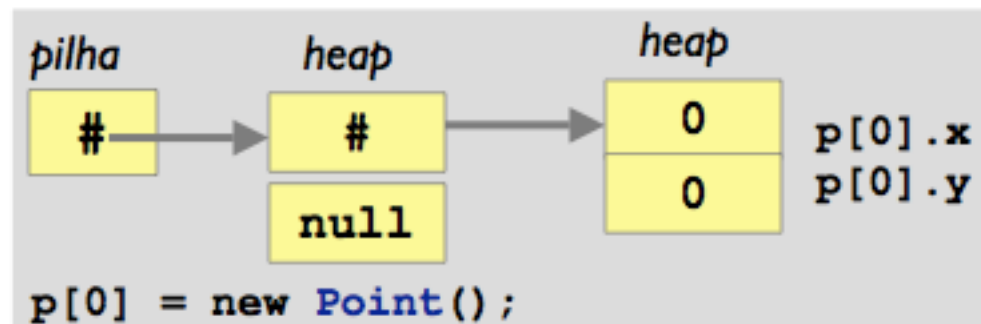 pilha heap heap
# # 0 p[0].x
0 p[0].y
null
p[0] = new Point();